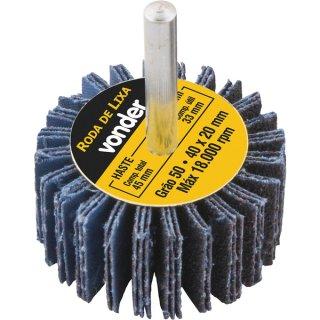 RODA DE LIXA
vonder
HASTE
Comp. total
45 mm
mm
Comp. útil
33 mm
Grão 50 • 40 x 20 mm
Máx 18.000 rpm